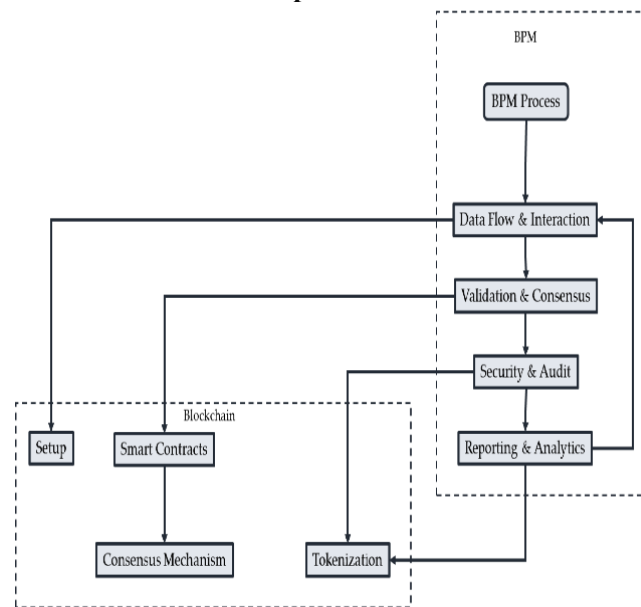 BPM
BPM Process
Data Flow & Interaction
Validation & Consensus
Security & Audit
Blockchain
Setup
Smart Contracts
Reporting & Analytics
Consensus Mechanism
Tokenization